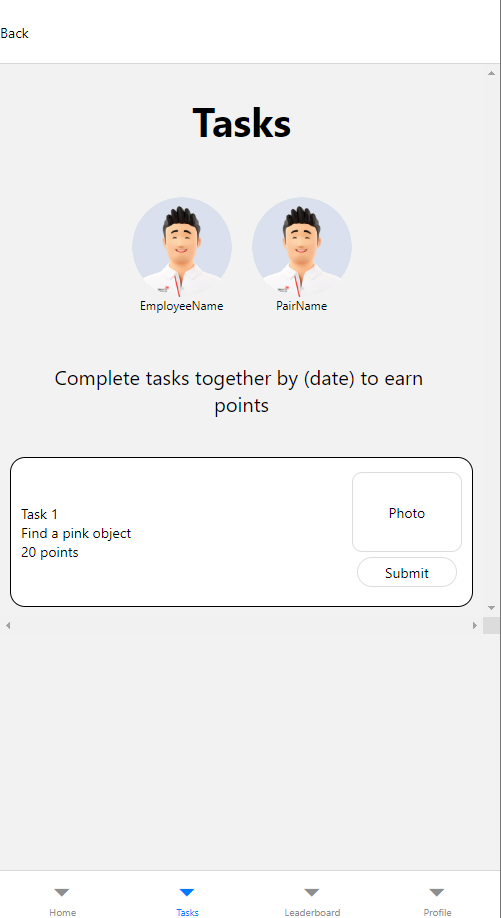 Back
Tasks
EmployeeName
PairName
Complete tasks together by (date) to earn
points
Task 1
Find a pink object
20 points
Photo
Submit
Home
Tasks
Leaderboard
Profile